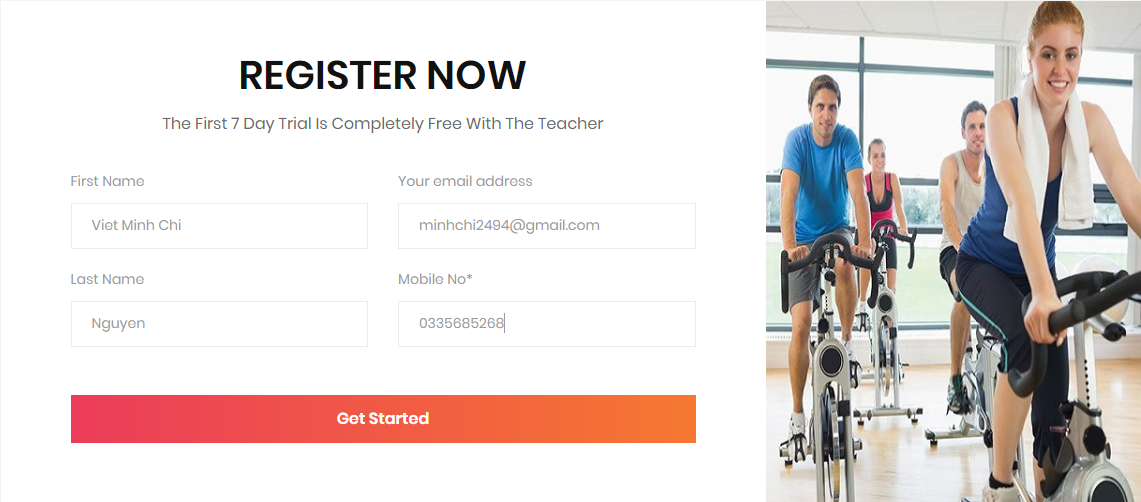 REGISTER NOW
The First 7 Day Trial Is Completely Free With The Teacher
First Name
Your email address
Viet Minh Chi
minhchi2494@gmail.com
Last Name
Mobile No*
Nguyen
0335685268
Get Started